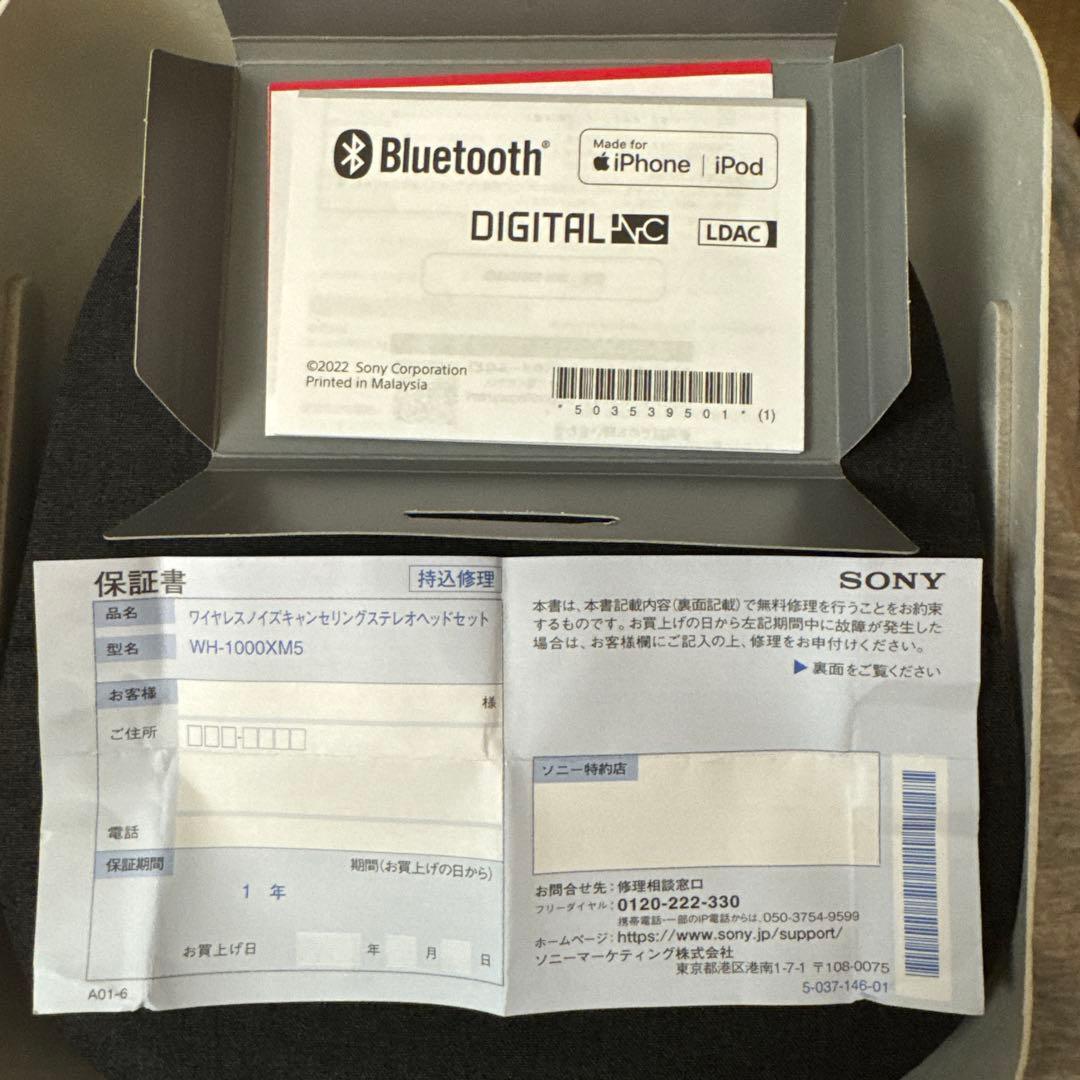 Bluetooth®
Made for
iPhone | iPod
DIGITAL NC
LDAC
©2022 Sony Corporation
Printed in Malaysia
*503539501* (1)
保証書
持込修理
品名 ワイヤレスノイズキャンセリングステレオヘッドセット
型名 WH-1000XM5
お客様 様
ご住所
電話
保証期間 期間(お買上げの日から)
1 年
お買上げ日 年 月 日
A01-6
SONY
本書は、本書記載内容(裏面記載)で無料修理を行うことをお約束
するものです。お買上げの日から左記期間中に故障が発生した
場合は、お客様欄にご記入の上、修理をお申付けください。
▶裏面をご覧ください
ソニー特約店
お問合せ先:修理相談窓口
フリーダイヤル:0120-222-330
携帯電話・一部のIP電話からは、050-3754-9599
ホームページ:https://www.sony.jp/support/
ソニーマーケティング株式会社
東京都港区港南1-7-1 〒108-0075
5-037-146-01